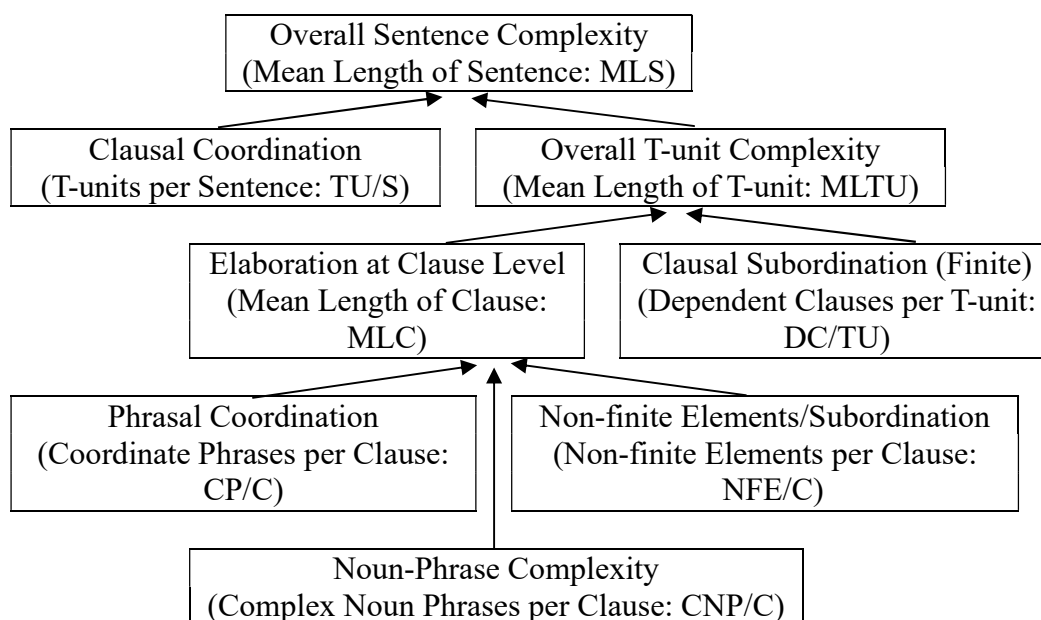 Overall Sentence Complexity
(Mean Length of Sentence: MLS)
Clausal Coordination
(T-units per Sentence: TU/S)
Overall T-unit Complexity
(Mean Length of T-unit: MLTU)
Elaboration at Clause Level
(Mean Length of Clause:
MLC)
Clausal Subordination (Finite)
(Dependent Clauses per T-unit:
DC/TU)
Phrasal Coordination
(Coordinate Phrases per Clause:
CP/C)
Non-finite Elements/Subordination
(Non-finite Elements per Clause:
NFE/C)
Noun-Phrase Complexity
(Complex Noun Phrases per Clause: CNP/C)